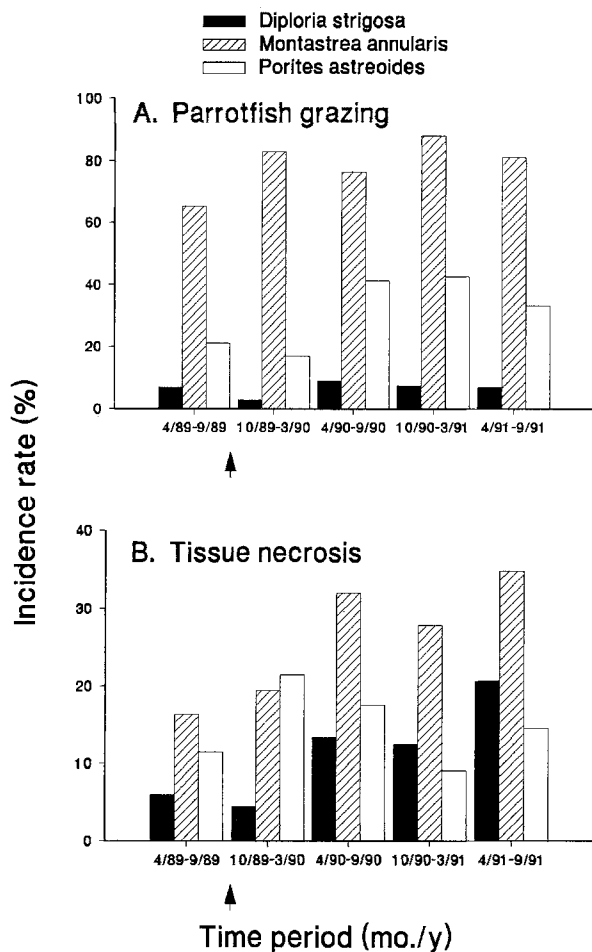 Diploria strigosa
Montastrea annularis
Porites astreoides
A. Parrotfish grazing
100
80
60
40
20
0
4/89-9/89 10/89-3/90 4/90-9/90 10/90-3/91 4/91-9/91
Incidence rate (%)
B. Tissue necrosis
40
30
20
10
0
4/89-9/89 10/89-3/90 4/90-9/90 10/90-3/91 4/91-9/91
Time period (mo./y)